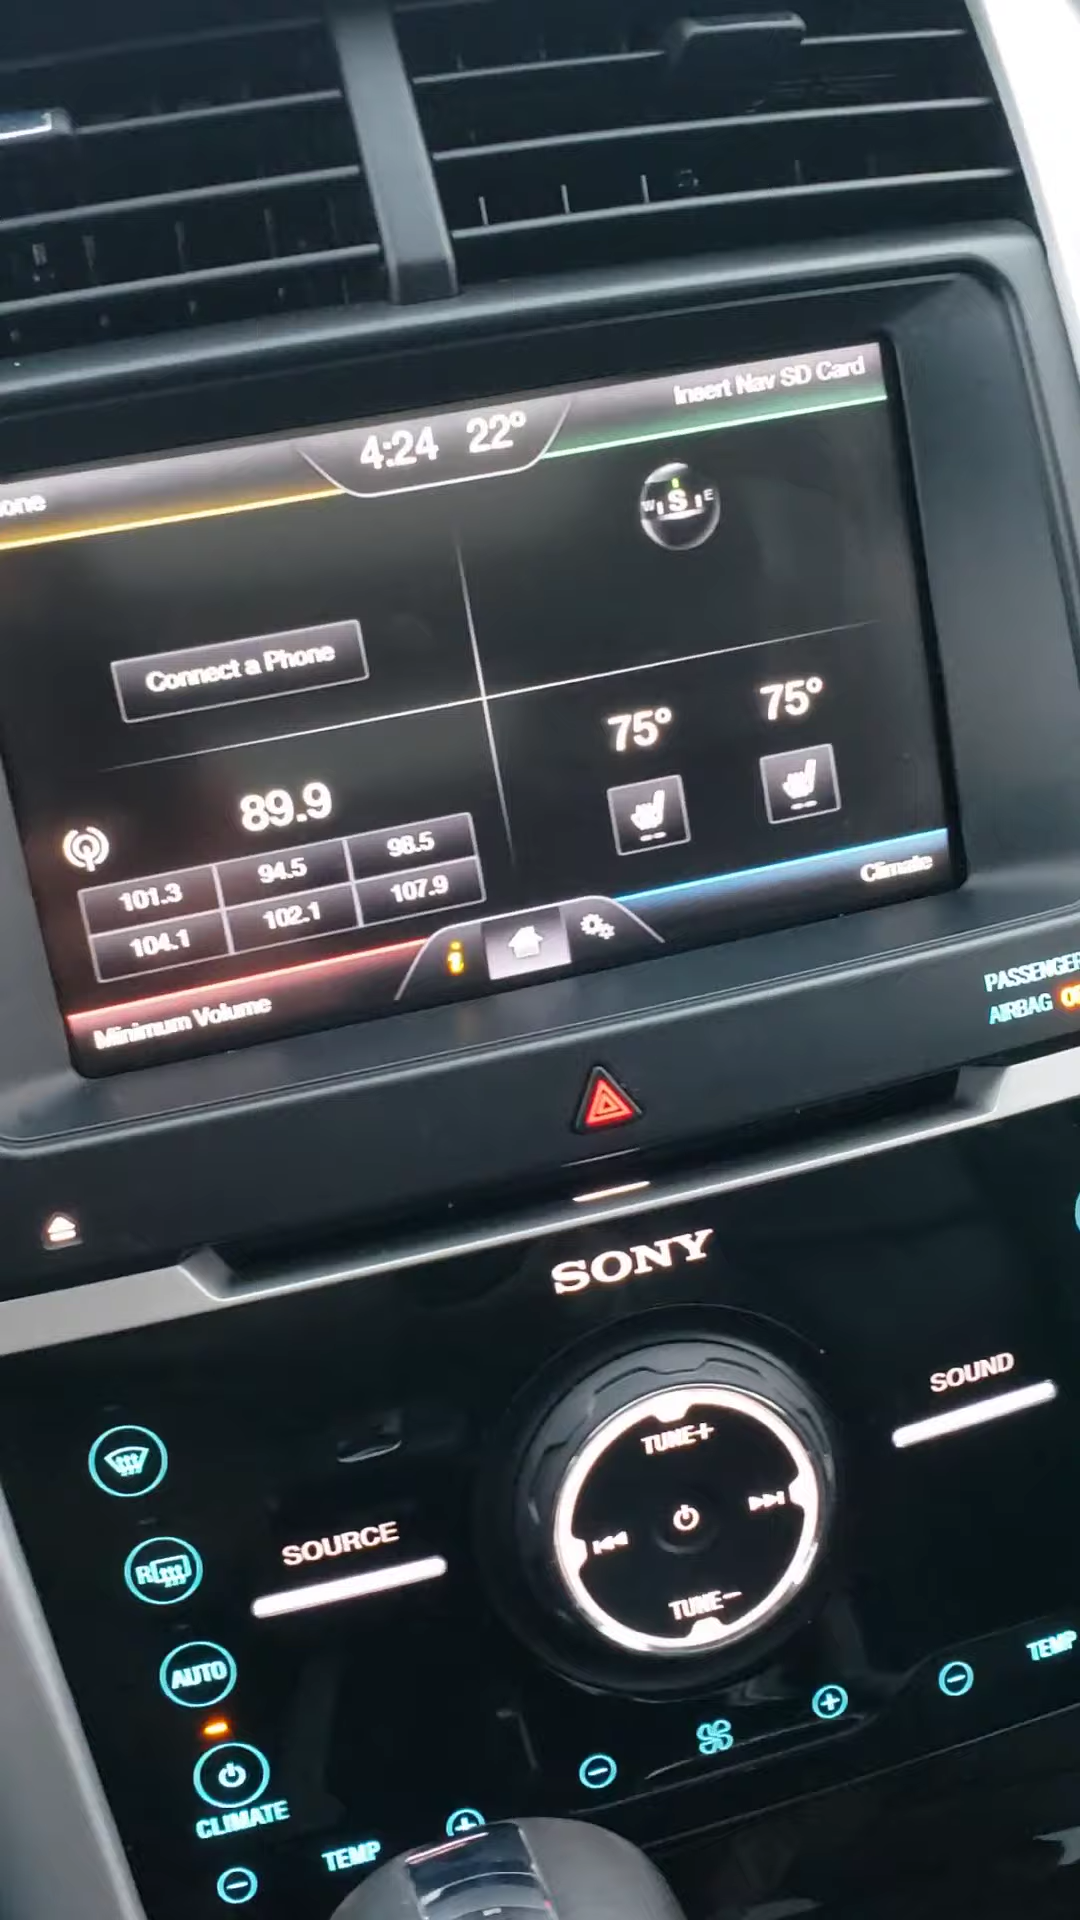 Insert Nav SD Card
4:24 22°
one
W S E
Connect a Phone
75° 75°
89.9
101.3 94.5 98.5
104.1 102.1 107.9
Climate
i
Minimum Volume
PASSENGER
AIRBAG
SONY
SOUND
TUNE+
SOURCE
R
TUNE-
AUTO
TEMP
CLIMATE
TEMP